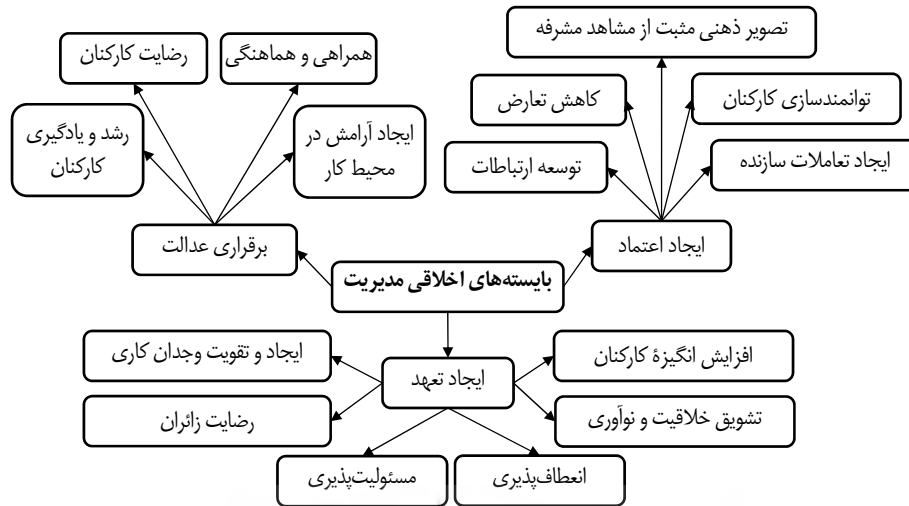 تصویر ذهنی مثبت از مشاهد مشرفه
همراهی و هماهنگی
رضایت کارکنان
توانمندسازی کارکنان
کاهش تعارض
ایجاد آرامش در
محیط کار
رشد و یادگیری
کارکنان
ایجاد تعاملات سازنده
توسعه ارتباطات
ایجاد اعتماد
برقراری عدالت
بایسته‌های اخلاقی مدیریت
افزایش انگیزۀ کارکنان
ایجاد و تقویت وجدان کاری
ایجاد تعهد
تشویق خلاقیت و نوآوری
رضایت زائران
انعطاف‌پذیری
مسئولیت‌پذیری